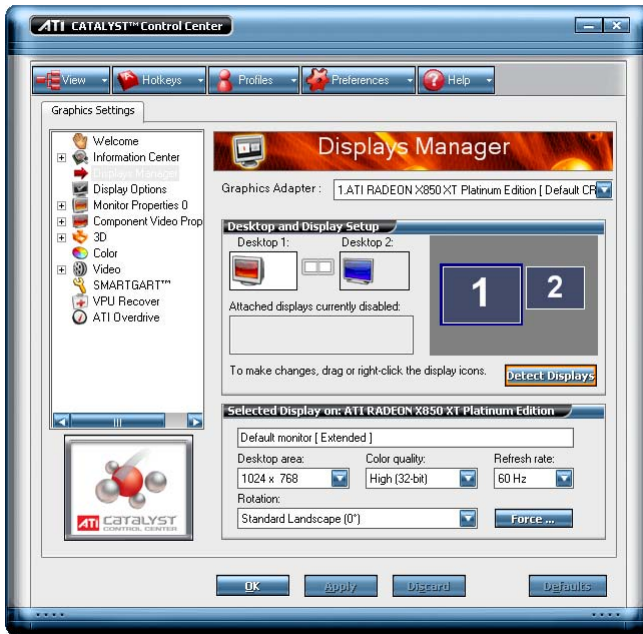 ATI CATALYST™ Control Center
View
Hotkeys
Profiles
Preferences
Help
Graphics Settings
Welcome
Information Center
Displays Manager
Display Options
Monitor Properties 0
Component Video Prop
3D
Color
Video
SMARTGART™
VPU Recover
ATI Overdrive
ATI CATALYST
CONTROL CENTER
Displays Manager
Graphics Adapter :
1.ATI RADEON X850 XT Platinum Edition [ Default CR
Desktop and Display Setup
Desktop 1:
Desktop 2:
1
2
Attached displays currently disabled:
To make changes, drag or right-click the display icons.
Detect Displays
Selected Display on: ATI RADEON X850 XT Platinum Edition
Default monitor [ Extended ]
Desktop area:
Color quality:
Refresh rate:
1024 x 768
High (32-bit)
60 Hz
Rotation:
Standard Landscape (0°)
Force ...
OK
Apply
Discard
Defaults